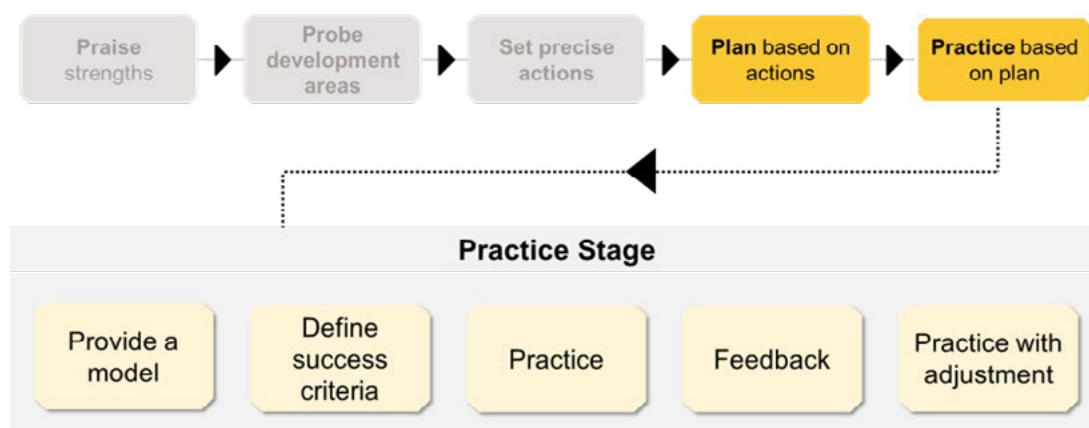 Praise
strengths
Probe
development
areas
Set precise
actions
Plan based on
actions
Practice based
on plan
Practice Stage
Provide a
model
Define
success
criteria
Practice
Feedback
Practice with
adjustment